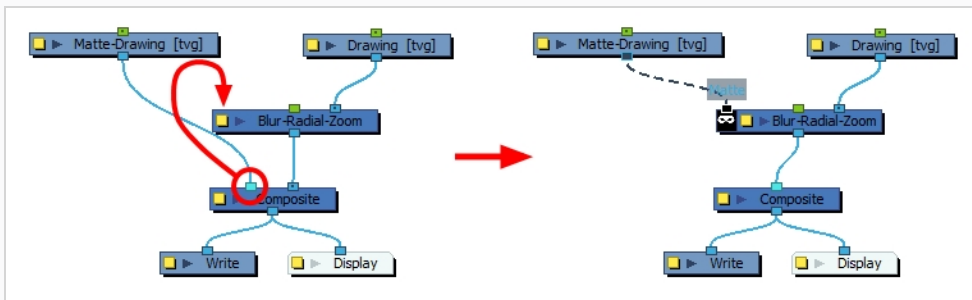 Matte-Drawing [tvg]
Drawing [tvg]
Blur-Radial-Zoom
Composite
Write
Display
Matte-Drawing [tvg]
Drawing [tvg]
Matte
Blur-Radial-Zoom
Composite
Write
Display